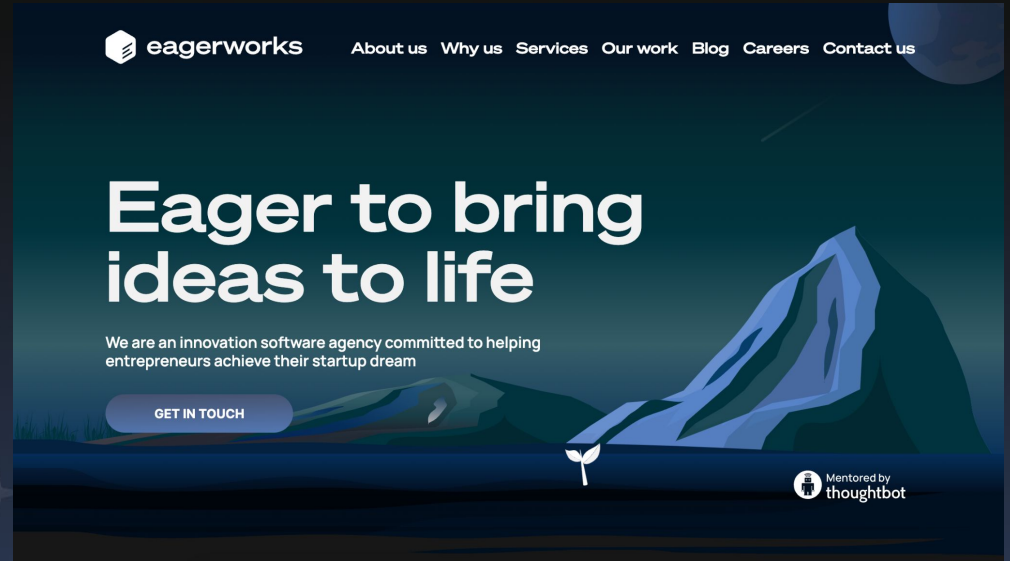 eagerworks
About us Why us Services Our work Blog Careers Contact us
Eager to bring
ideas to life
We are an innovation software agency committed to helping
entrepreneurs achieve their startup dream
GET IN TOUCH
Mentored by
thoughtbot